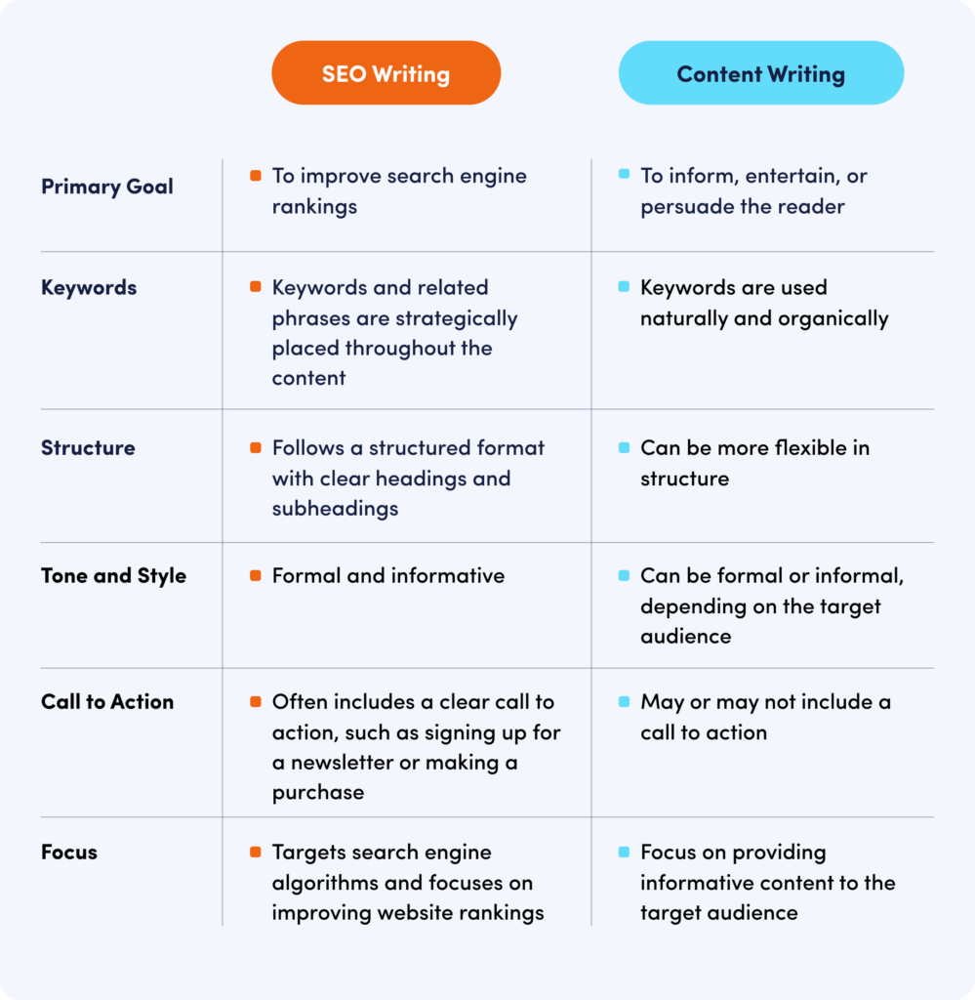 SEO Writing
Content Writing
Primary Goal
To improve search engine
rankings
To inform, entertain, or
persuade the reader
Keywords
Keywords and related
phrases are strategically
placed throughout the
content
Keywords are used
naturally and organically
Structure
Follows a structured format
with clear headings and
subheadings
Can be more flexible in
structure
Tone and Style
Formal and informative
Can be formal or informal,
depending on the target
audience
Call to Action
Often includes a clear call to
action, such as signing up for
a newsletter or making a
purchase
May or may not include a
call to action
Focus
Targets search engine
algorithms and focuses on
improving website rankings
Focus on providing
informative content to the
target audience